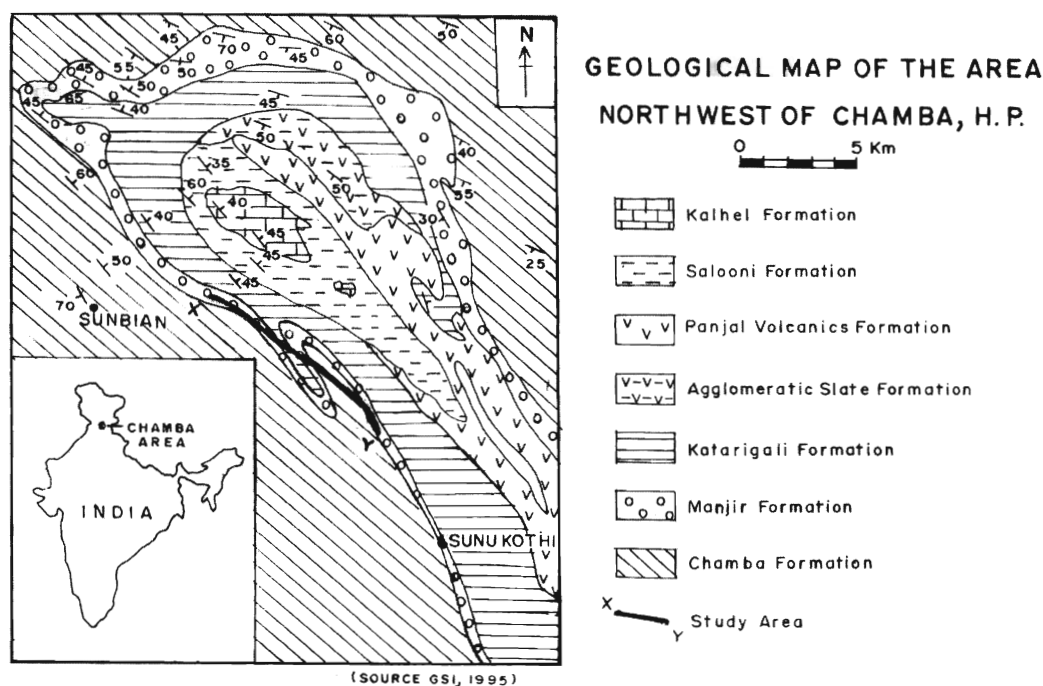 GEOLOGICAL MAP OF THE AREA
NORTHWEST OF CHAMBA, H.P.
0 5 Km
Kalhel Formation
Salooni Formation
Panjal Volcanics Formation
Agglomeratic Slate Formation
Katarigali Formation
Manjir Formation
Chamba Formation
X
Y
Study Area
N
45
70
60
50
45
55
45
50
50
45
85
40
45
50
40
60
35
50
55
60
40
30
40
45
45
25
50
45
X
70
SUNBIAN
Y
SUNU KOTHI
CHAMBA
AREA
INDIA
(SOURCE GSI, 1995)